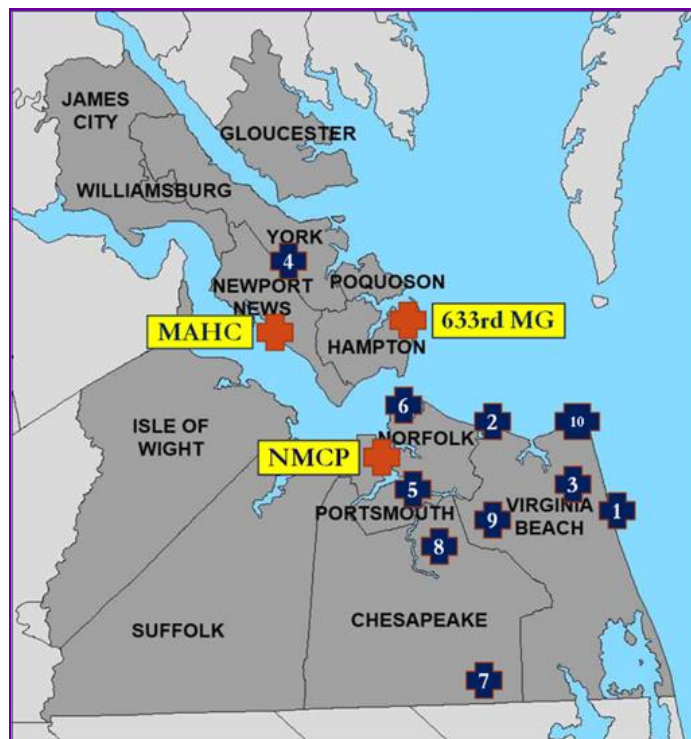 JAMES
CITY
GLOUCESTER
WILLIAMSBURG
YORK
4
NEWPORT
NEWS
POQUOSON
MAHC
633rd MG
HAMPTON
6
2
10
ISLE OF
WIGHT
NORFOLK
NMCP
5
3
PORTSMOUTH
VIRGINIA
BEACH
9
1
8
SUFFOLK
CHESAPEAKE
7